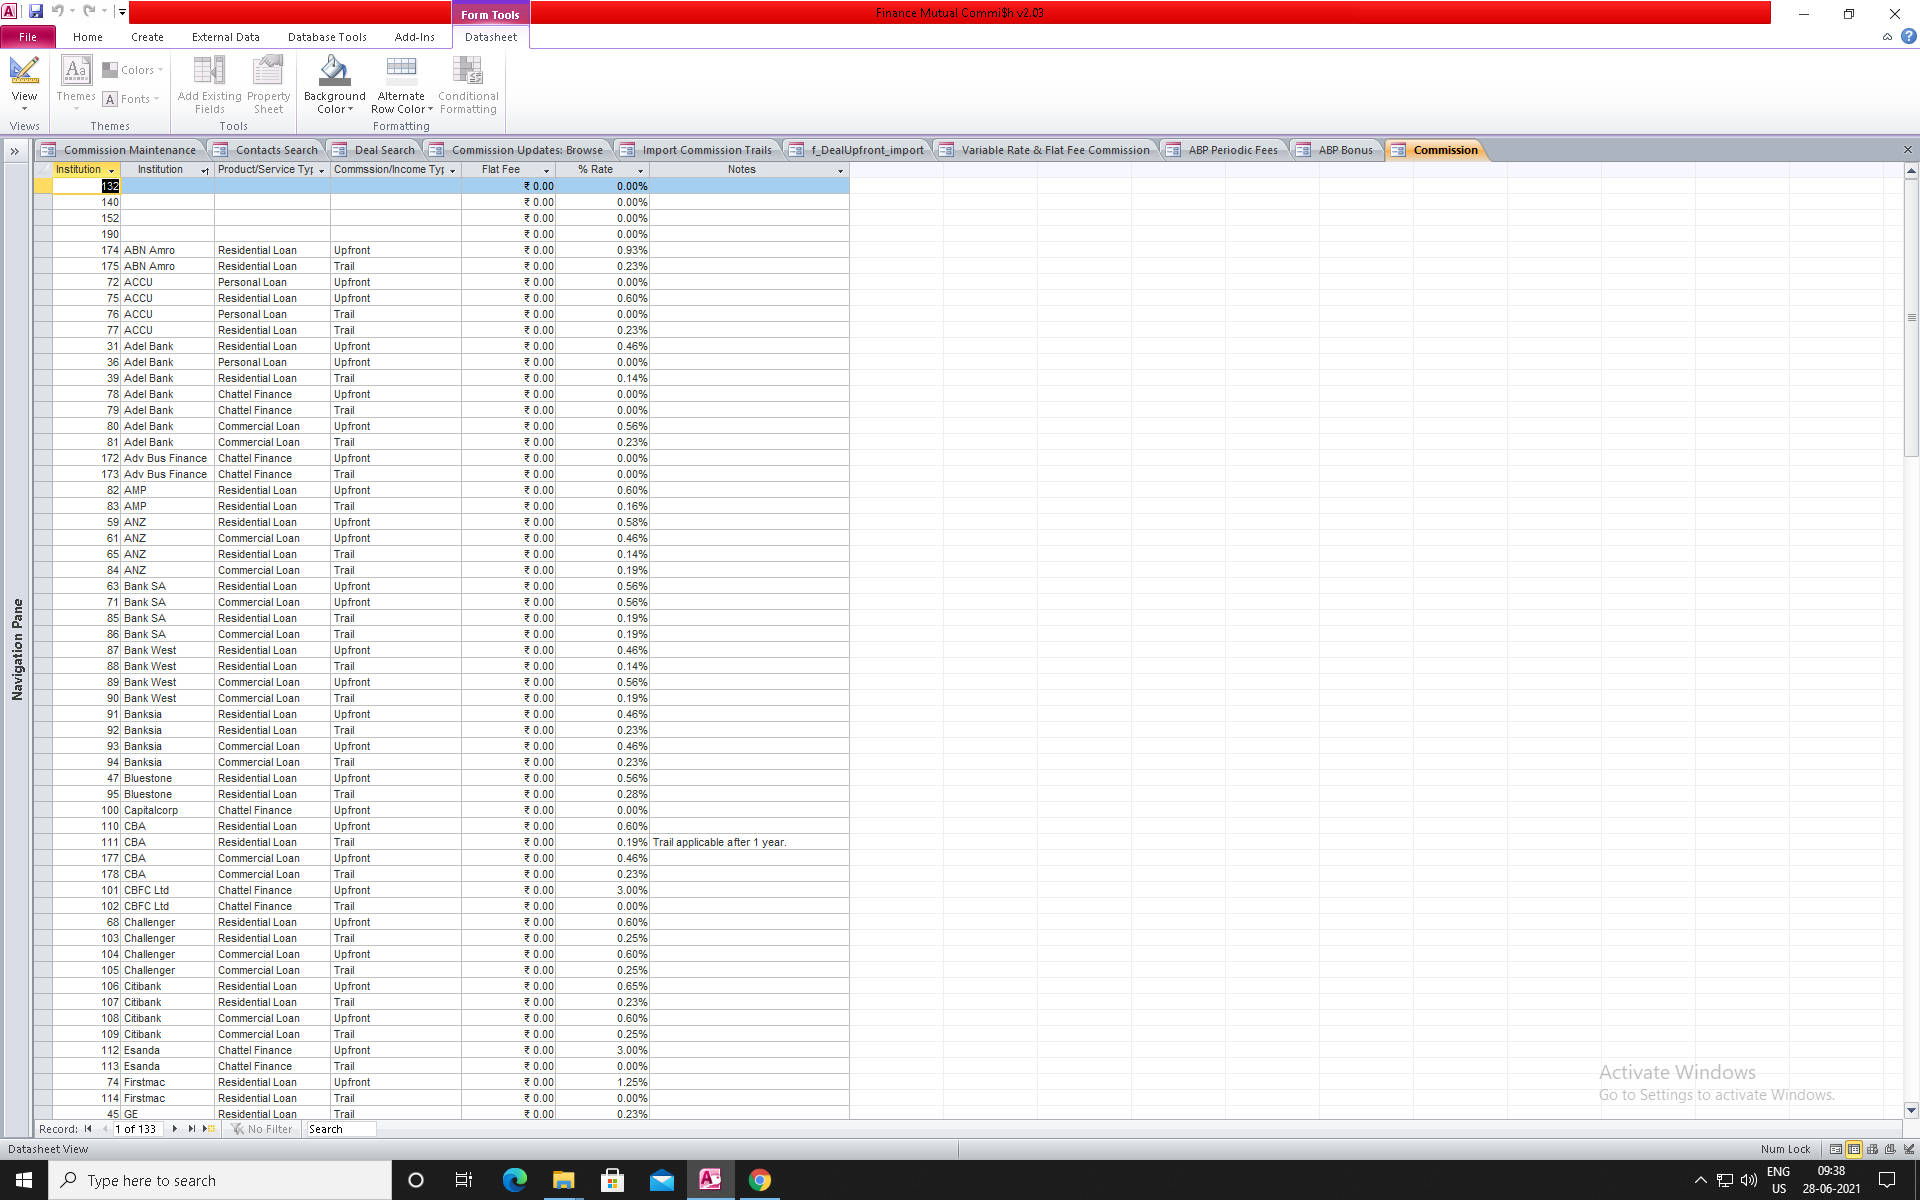 Form Tools
Finance Mutual Commi$h v2.03
File Home Create External Data Database Tools Add-Ins Datasheet
View
Themes
Colors
Fonts
Add Existing Fields
Property Sheet
Background Color
Alternate Row Color
Conditional Formatting
Views Themes Tools Formatting
Commission Maintenance Contacts Search Deal Search Commission Updates: Browse Import Commission Trails f_DealUpfront_import Variable Rate & Flat Fee Commission ABP Periodic Fees ABP Bonus Commission
Institution Institution Product/Service Typ Commssion/Income Typ Flat Fee % Rate Notes
132 ₹ 0.00 0.00%
140 ₹ 0.00 0.00%
152 ₹ 0.00 0.00%
190 ₹ 0.00 0.00%
174 ABN Amro Residential Loan Upfront ₹ 0.00 0.93%
175 ABN Amro Residential Loan Trail ₹ 0.00 0.23%
72 ACCU Personal Loan Upfront ₹ 0.00 0.00%
75 ACCU Residential Loan Upfront ₹ 0.00 0.60%
76 ACCU Personal Loan Trail ₹ 0.00 0.00%
77 ACCU Residential Loan Trail ₹ 0.00 0.23%
31 Adel Bank Residential Loan Upfront ₹ 0.00 0.46%
36 Adel Bank Personal Loan Upfront ₹ 0.00 0.00%
39 Adel Bank Residential Loan Trail ₹ 0.00 0.14%
78 Adel Bank Chattel Finance Upfront ₹ 0.00 0.00%
79 Adel Bank Chattel Finance Trail ₹ 0.00 0.00%
80 Adel Bank Commercial Loan Upfront ₹ 0.00 0.56%
81 Adel Bank Commercial Loan Trail ₹ 0.00 0.23%
172 Adv Bus Finance Chattel Finance Upfront ₹ 0.00 0.00%
173 Adv Bus Finance Chattel Finance Trail ₹ 0.00 0.00%
82 AMP Residential Loan Upfront ₹ 0.00 0.60%
83 AMP Residential Loan Trail ₹ 0.00 0.16%
59 ANZ Residential Loan Upfront ₹ 0.00 0.58%
61 ANZ Commercial Loan Upfront ₹ 0.00 0.46%
65 ANZ Residential Loan Trail ₹ 0.00 0.14%
84 ANZ Commercial Loan Trail ₹ 0.00 0.19%
63 Bank SA Residential Loan Upfront ₹ 0.00 0.56%
71 Bank SA Commercial Loan Upfront ₹ 0.00 0.56%
85 Bank SA Residential Loan Trail ₹ 0.00 0.19%
86 Bank SA Commercial Loan Trail ₹ 0.00 0.19%
87 Bank West Residential Loan Upfront ₹ 0.00 0.46%
88 Bank West Residential Loan Trail ₹ 0.00 0.14%
89 Bank West Commercial Loan Upfront ₹ 0.00 0.56%
90 Bank West Commercial Loan Trail ₹ 0.00 0.19%
91 Banksia Residential Loan Upfront ₹ 0.00 0.46%
92 Banksia Residential Loan Trail ₹ 0.00 0.23%
93 Banksia Commercial Loan Upfront ₹ 0.00 0.46%
94 Banksia Commercial Loan Trail ₹ 0.00 0.23%
47 Bluestone Residential Loan Upfront ₹ 0.00 0.56%
95 Bluestone Residential Loan Trail ₹ 0.00 0.28%
100 Capitalcorp Chattel Finance Upfront ₹ 0.00 0.00%
110 CBA Residential Loan Upfront ₹ 0.00 0.60%
111 CBA Residential Loan Trail ₹ 0.00 0.19% Trail applicable after 1 year.
177 CBA Commercial Loan Upfront ₹ 0.00 0.46%
178 CBA Commercial Loan Trail ₹ 0.00 0.23%
101 CBFC Ltd Chattel Finance Upfront ₹ 0.00 3.00%
102 CBFC Ltd Chattel Finance Trail ₹ 0.00 0.00%
68 Challenger Residential Loan Upfront ₹ 0.00 0.60%
103 Challenger Residential Loan Trail ₹ 0.00 0.25%
104 Challenger Commercial Loan Upfront ₹ 0.00 0.60%
105 Challenger Commercial Loan Trail ₹ 0.00 0.25%
106 Citibank Residential Loan Upfront ₹ 0.00 0.65%
107 Citibank Residential Loan Trail ₹ 0.00 0.23%
108 Citibank Commercial Loan Upfront ₹ 0.00 0.60%
109 Citibank Commercial Loan Trail ₹ 0.00 0.25%
112 Esanda Chattel Finance Upfront ₹ 0.00 3.00%
113 Esanda Chattel Finance Trail ₹ 0.00 0.00%
74 Firstmac Residential Loan Upfront ₹ 0.00 1.25%
114 Firstmac Residential Loan Trail ₹ 0.00 0.00%
45 GE Residential Loan Trail ₹ 0.00 0.23%
Navigation Pane
Activate Windows
Go to Settings to activate Windows.
Record: 1 of 133 No Filter Search
Datasheet View Num Lock
Type here to search
ENG
US
09:38
28-06-2021